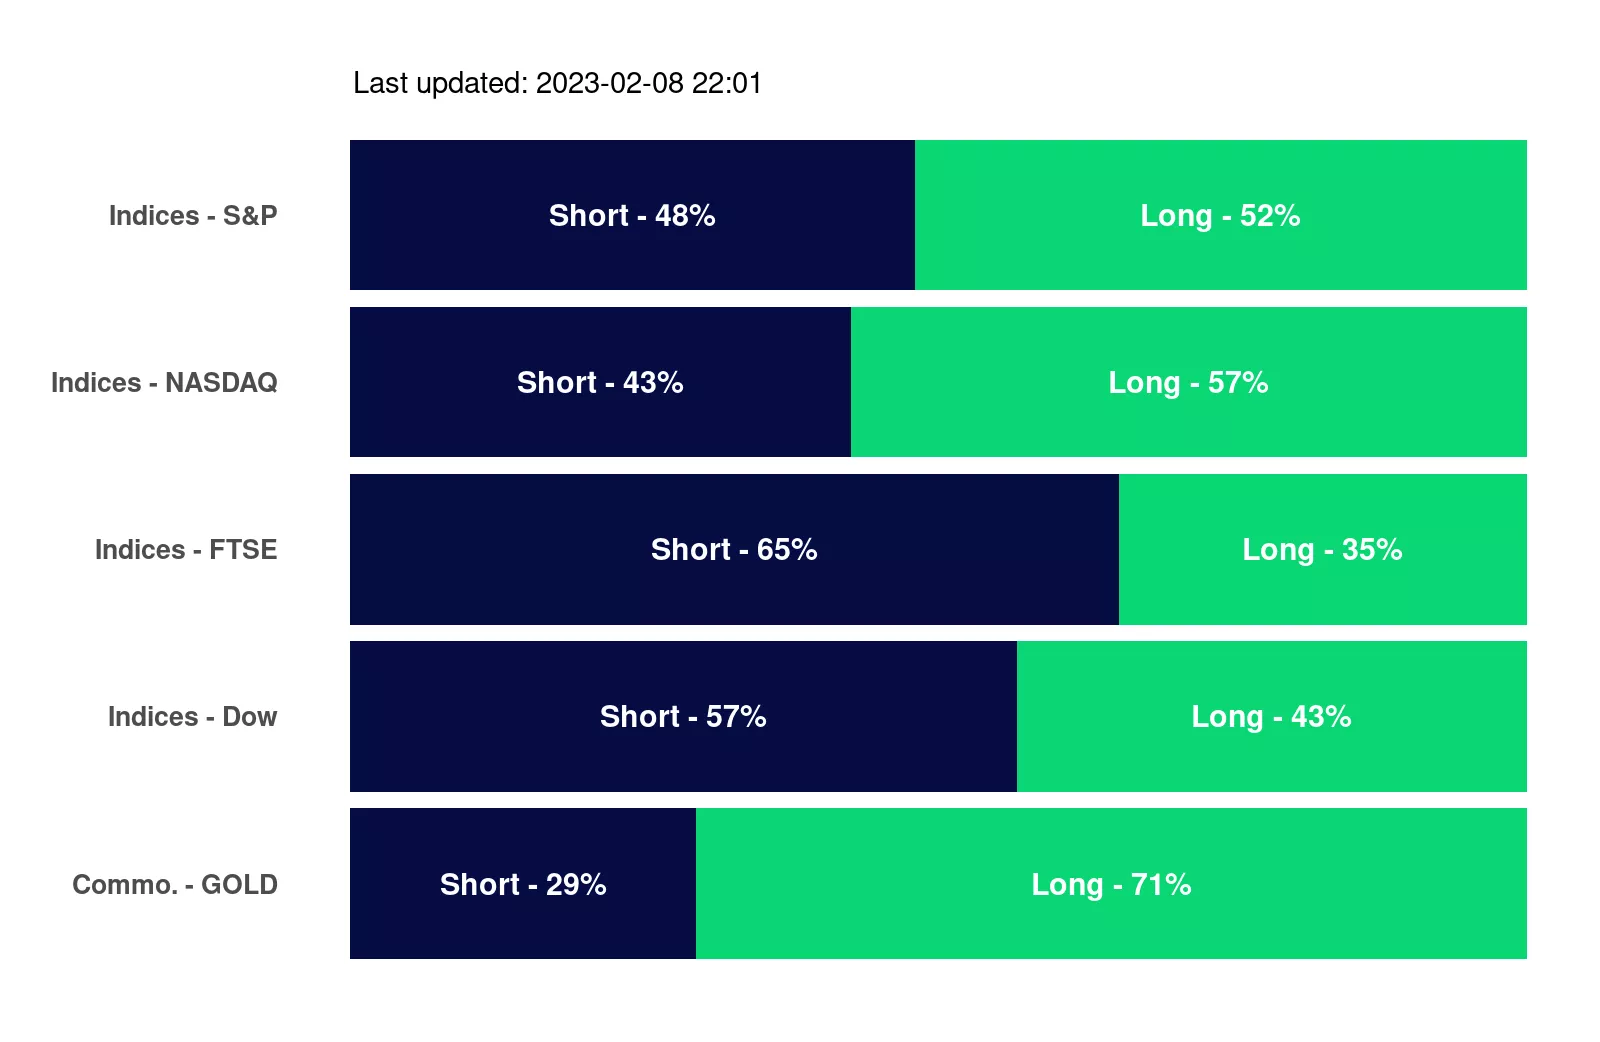 Last updated: 2023-02-08 22:01
Indices - S&P Short - 48% Long - 52%
Indices - NASDAQ Short - 43% Long - 57%
Indices - FTSE Short - 65% Long - 35%
Indices - Dow Short - 57% Long - 43%
Commo. - GOLD Short - 29% Long - 71%